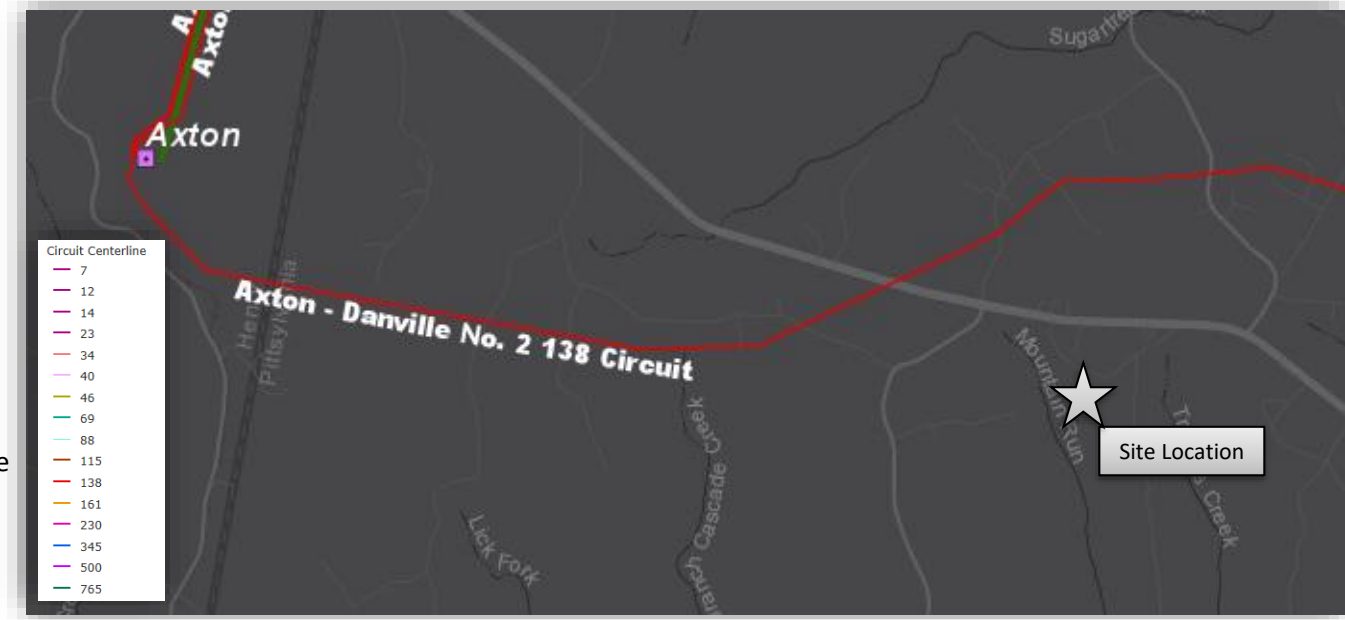 Axton
Axton
Sugartree
Circuit Centerline
7
12
14
23
34
40
46
69
88
115
138
161
230
345
500
765
Henry
Pittsylvania
Axton - Danville No. 2 138 Circuit
Mountain Run
Site Location
Creek
Lick Fork
Cascade Creek
e